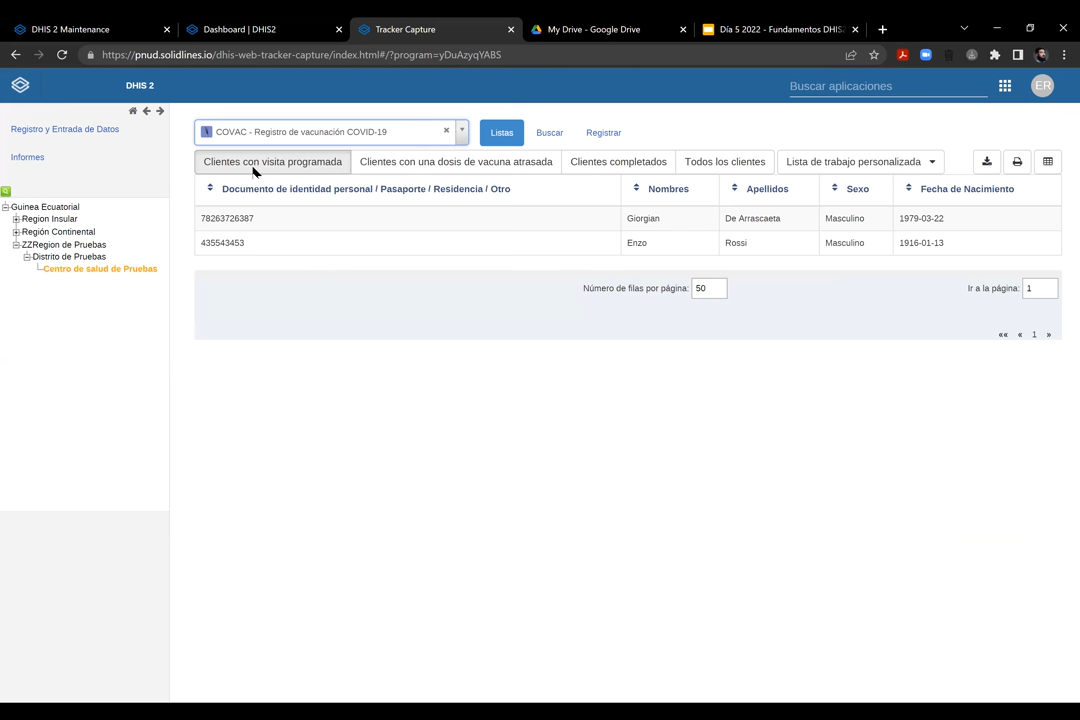 DHIS 2 Maintenance
Dashboard | DHIS2
Tracker Capture
My Drive - Google Drive
Día 5 2022 - Fundamentos DHIS
https://pnud.solidlines.io/dhis-web-tracker-capture/index.html#/?program=yDuAzyqYABS
DHIS 2
Buscar aplicaciones
ER
Registro y Entrada de Datos
Informes
Guinea Ecuatorial
Region Insular
Región Continental
ZZRegion de Pruebas
Distrito de Pruebas
Centro de salud de Pruebas
COVAC - Registro de vacunación COVID-19
Listas Buscar Registrar
Clientes con visita programada Clientes con una dosis de vacuna atrasada Clientes completados Todos los clientes Lista de trabajo personalizada
Documento de identidad personal / Pasaporte / Residencia / Otro Nombres Apellidos Sexo Fecha de Nacimiento
78263726387 Giorgian De Arrascaeta Masculino 1979-03-22
435543453 Enzo Rossi Masculino 1916-01-13
Número de filas por página: 50 Ir a la página: 1
«« « 1 »